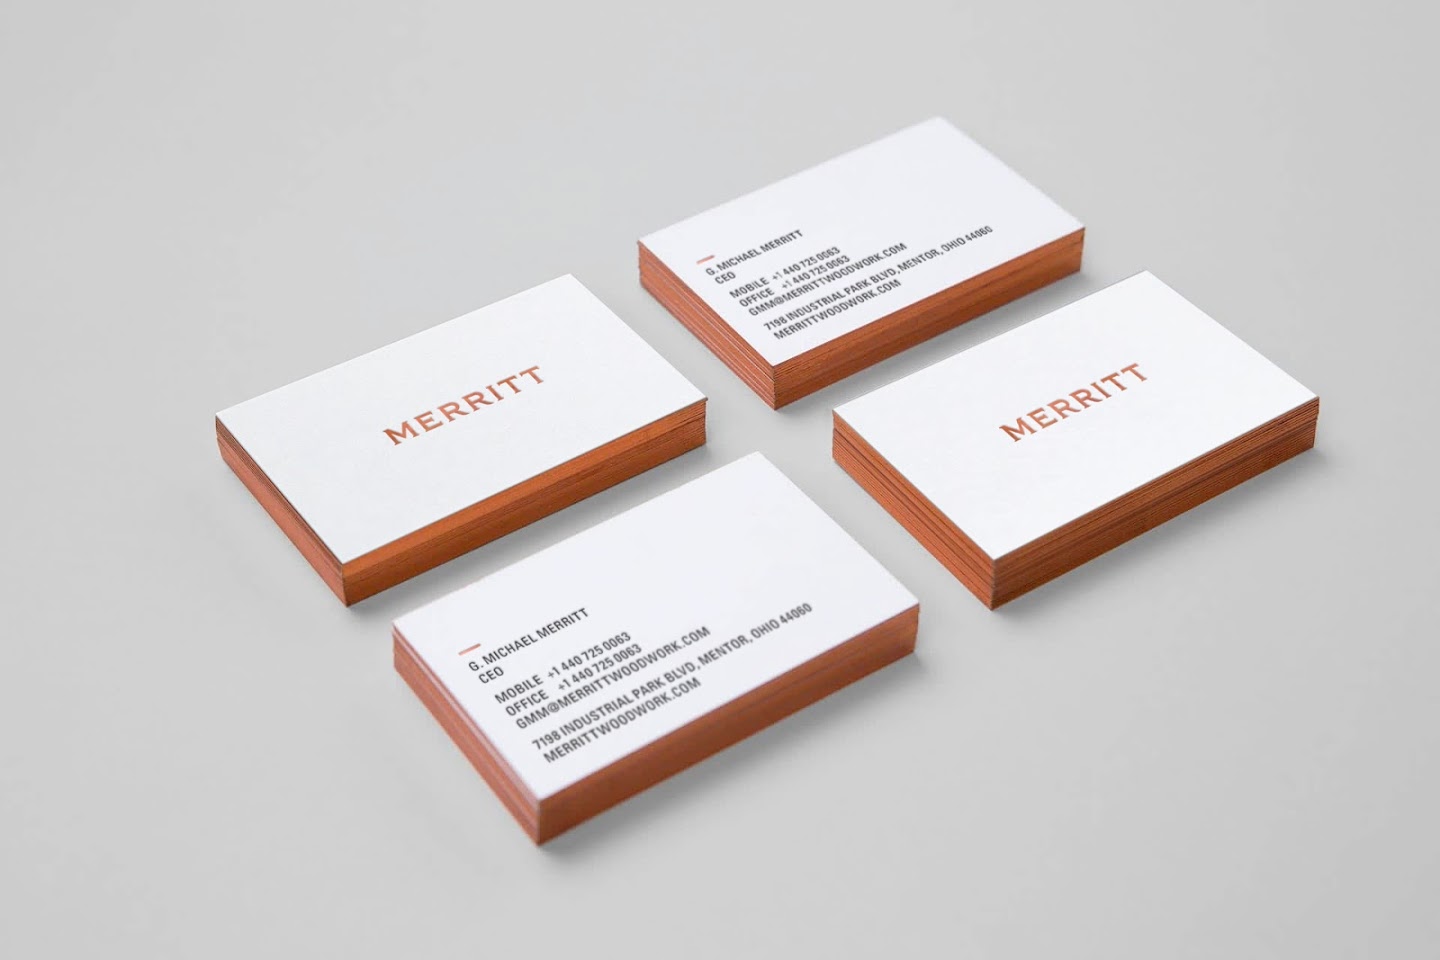 G. MICHAEL MERRITT
CEO
MOBILE +1 440 725 0063
OFFICE +1 440 725 0063
GMM@MERRITTWOODWORK.COM
7198 INDUSTRIAL PARK BLVD, MENTOR, OHIO 44060
MERRITTWOODWORK.COM
MERRITT
MERRITT
G. MICHAEL MERRITT
CEO
MOBILE +1 440 725 0063
OFFICE +1 440 725 0063
GMM@MERRITTWOODWORK.COM
7198 INDUSTRIAL PARK BLVD, MENTOR, OHIO 44060
MERRITTWOODWORK.COM